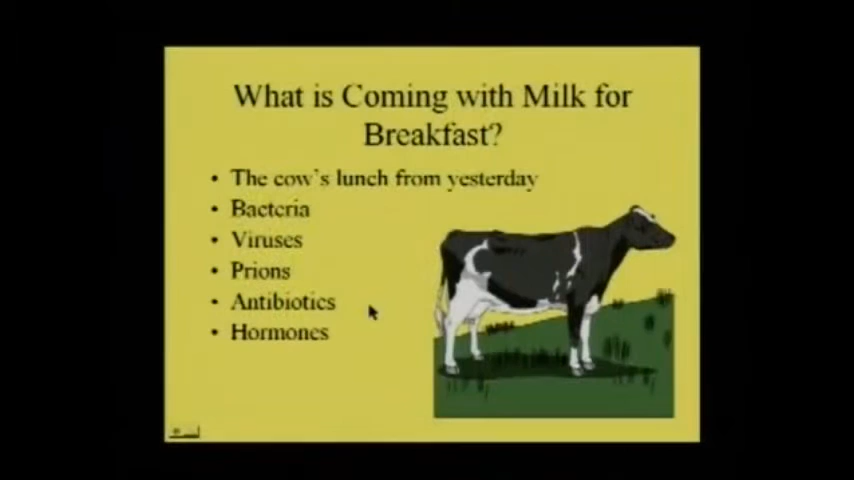 What is Coming with Milk for
Breakfast?
• The cow's lunch from yesterday
• Bacteria
• Viruses
• Prions
• Antibiotics
• Hormones